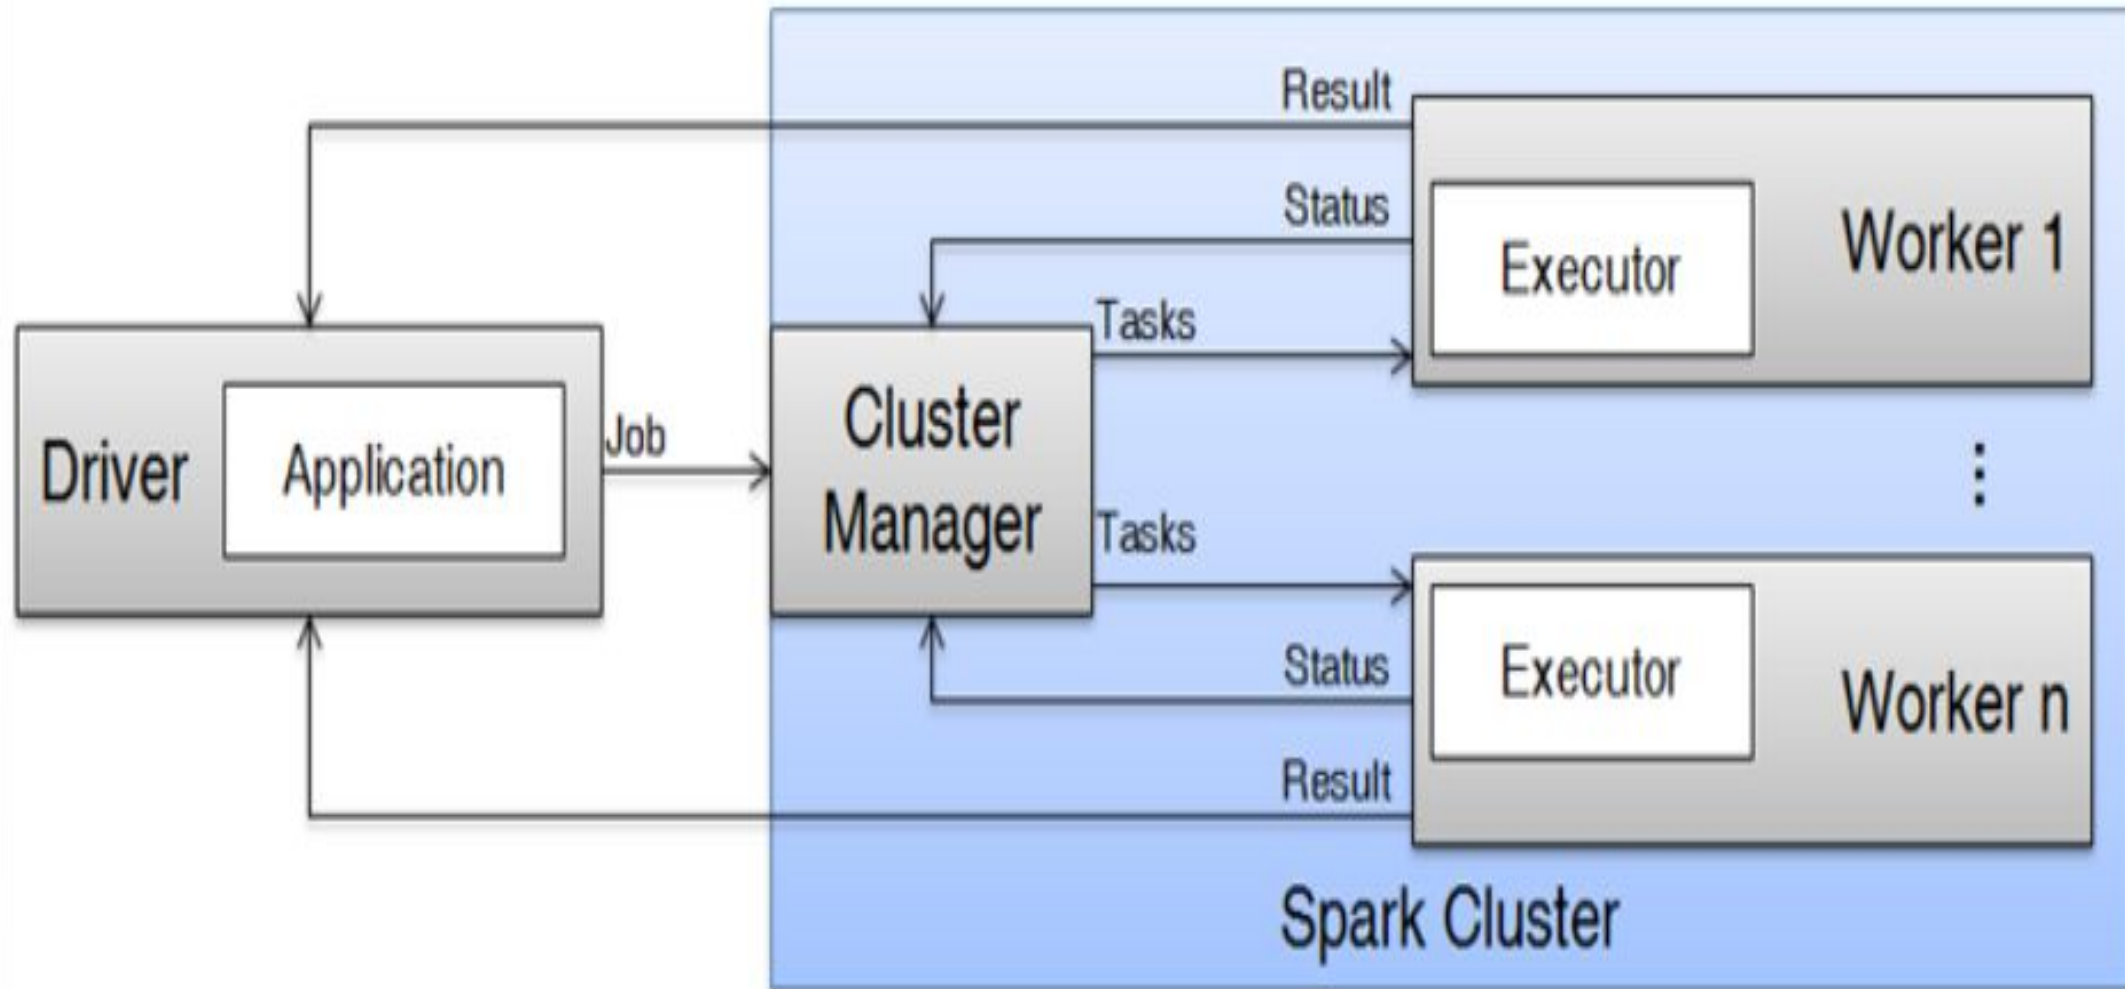 Result
Status
Executor
Worker 1
Tasks
Driver
Application
Job
Cluster
Manager
Tasks
Status
Executor
Worker n
Result
Spark Cluster